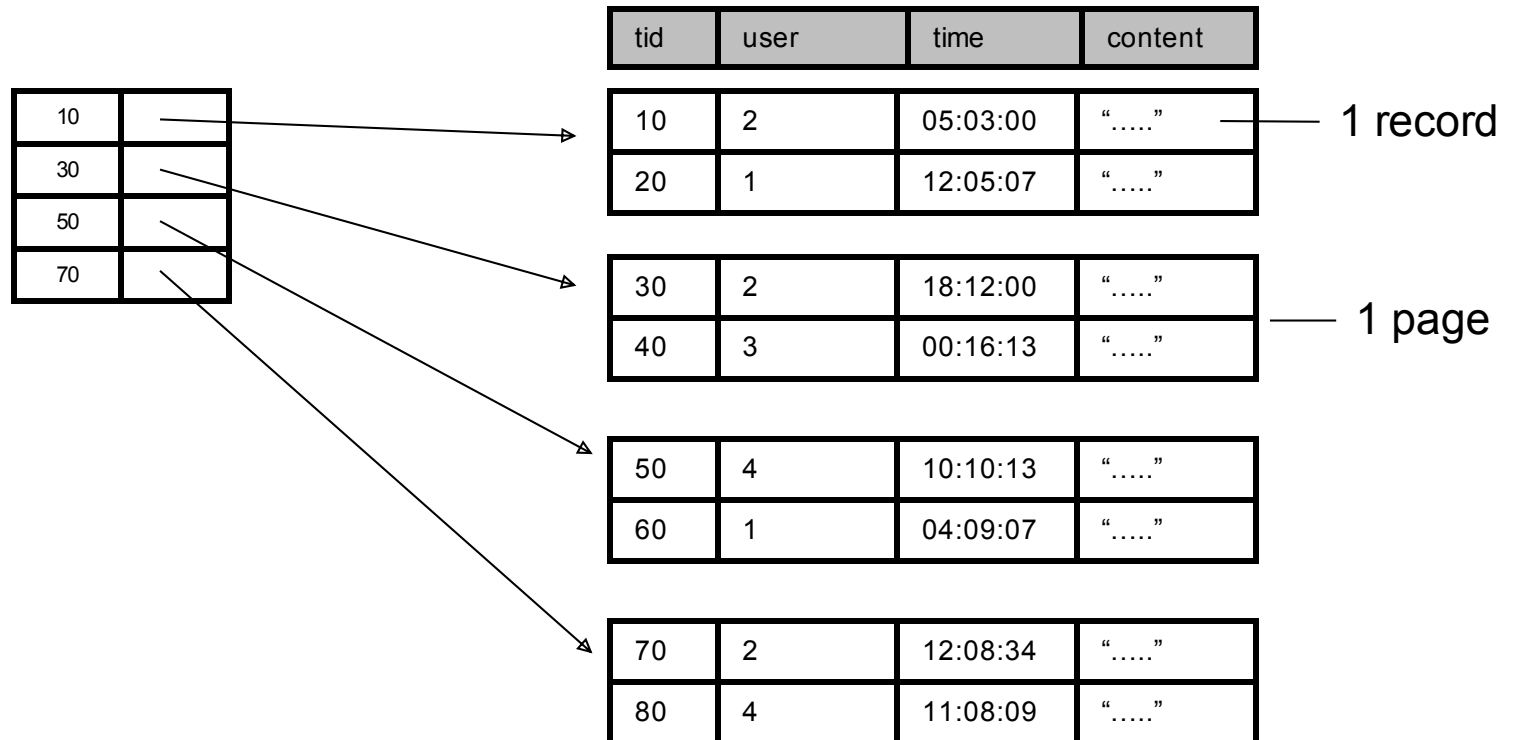 tid user time content
10
30
50
70
10 2 05:03:00 “…..”
20 1 12:05:07 “…..”
1 record
30 2 18:12:00 “…..”
40 3 00:16:13 “…..”
1 page
50 4 10:10:13 “…..”
60 1 04:09:07 “…..”
70 2 12:08:34 “…..”
80 4 11:08:09 “…..”